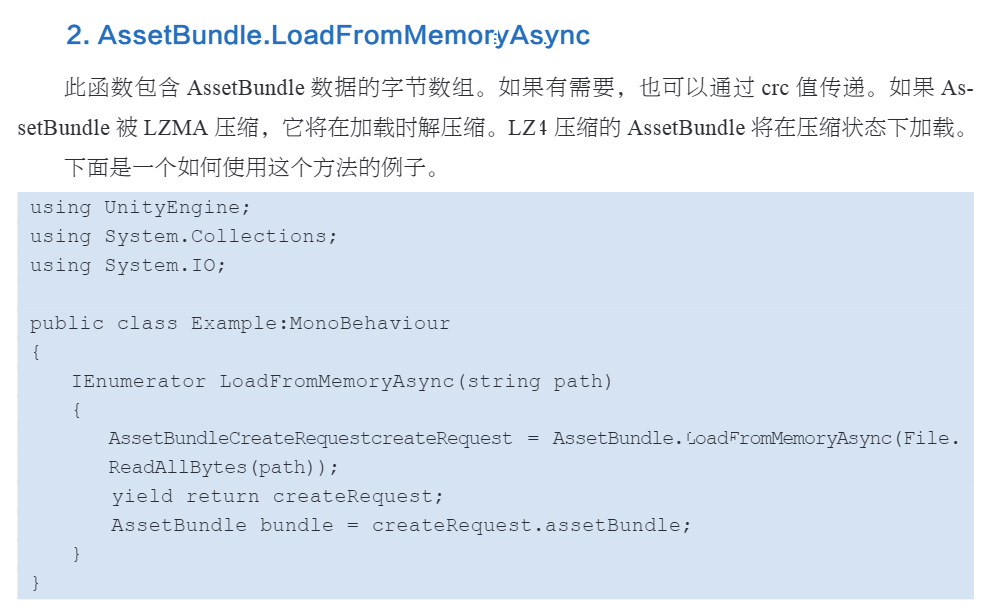 2. AssetBundle.LoadFromMemoryAsync
此函数包含 AssetBundle 数据的字节数组。如果有需要，也可以通过 crc 值传递。如果 As-
setBundle 被 LZMA 压缩，它将在加载时解压缩。LZ4 压缩的 AssetBundle 将在压缩状态下加载。
下面是一个如何使用这个方法的例子。
using UnityEngine;
using System.Collections;
using System.IO;
public class Example:MonoBehaviour
{
IEnumerator LoadFromMemoryAsync(string path)
{
AssetBundleCreateRequestcreateRequest = AssetBundle.LoadFromMemoryAsync(File.
ReadAllBytes(path));
yield return createRequest;
AssetBundle bundle = createRequest.assetBundle;
}
}